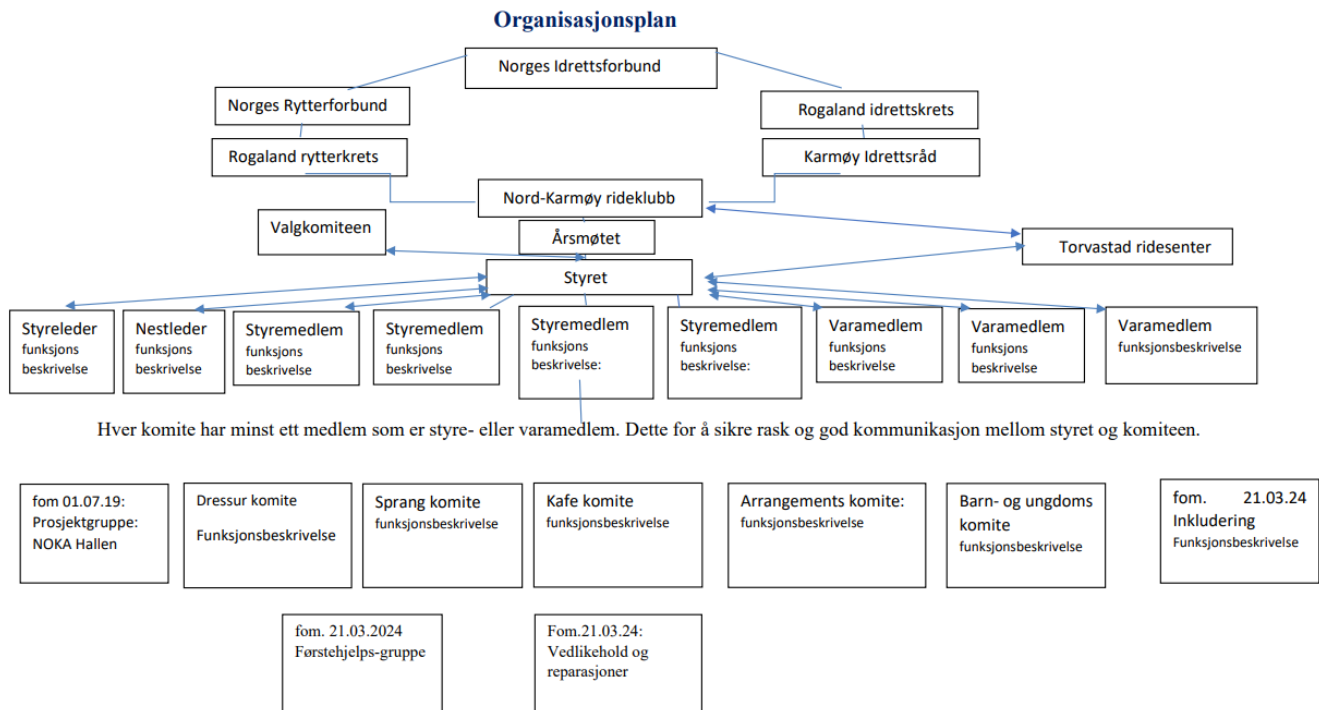 Organisasjonsplan
Norges Idrettsforbund
Norges Rytterforbund
Rogaland idrettskrets
Rogaland rytterkrets
Karmøy Idrettsråd
Nord-Karmøy rideklubb
Valgkomiteen
Årsmøtet
Torvastad ridesenter
Styret
Styreleder
funksjons
beskrivelse
Nestleder
funksjons
beskrivelse
Styremedlem
funksjons
beskrivelse
Styremedlem
funksjons
beskrivelse
Styremedlem
funksjons
beskrivelse:
Styremedlem
funksjons
beskrivelse:
Varamedlem
funksjons
beskrivelse
Varamedlem
funksjons
beskrivelse
Varamedlem
funksjonsbeskrivelse
Hver komite har minst ett medlem som er styre- eller varamedlem. Dette for å sikre rask og god kommunikasjon mellom styret og komiteen.
fom 01.07.19:
Prosjektgruppe:
NOKA Hallen
Dressur komite
Funksjonsbeskrivelse
Sprang komite
funksjonsbeskrivelse
Kafe komite
funksjonsbeskrivelse
Arrangements komite:
funksjonsbeskrivelse
Barn- og ungdoms
komite
funksjonsbeskrivelse
fom. 21.03.24
Inkludering
Funksjonsbeskrivelse
fom. 21.03.2024
Førstehjelps-gruppe
Fom.21.03.24:
Vedlikehold og
reparasjoner